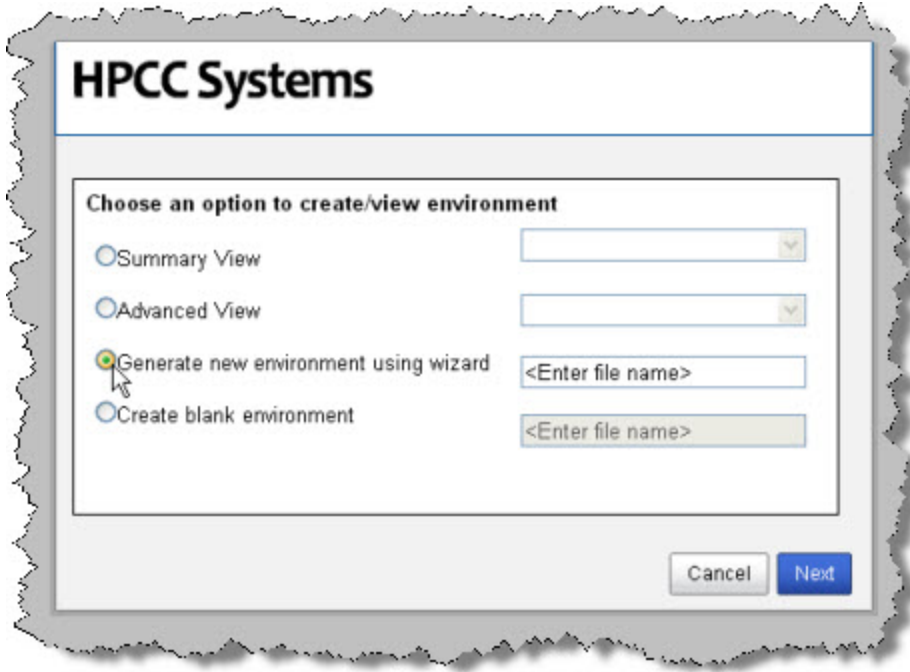 HPCC Systems
Choose an option to create/view environment
Summary View
Advanced View
Generate new environment using wizard
<Enter file name>
Create blank environment
<Enter file name>
Cancel
Next